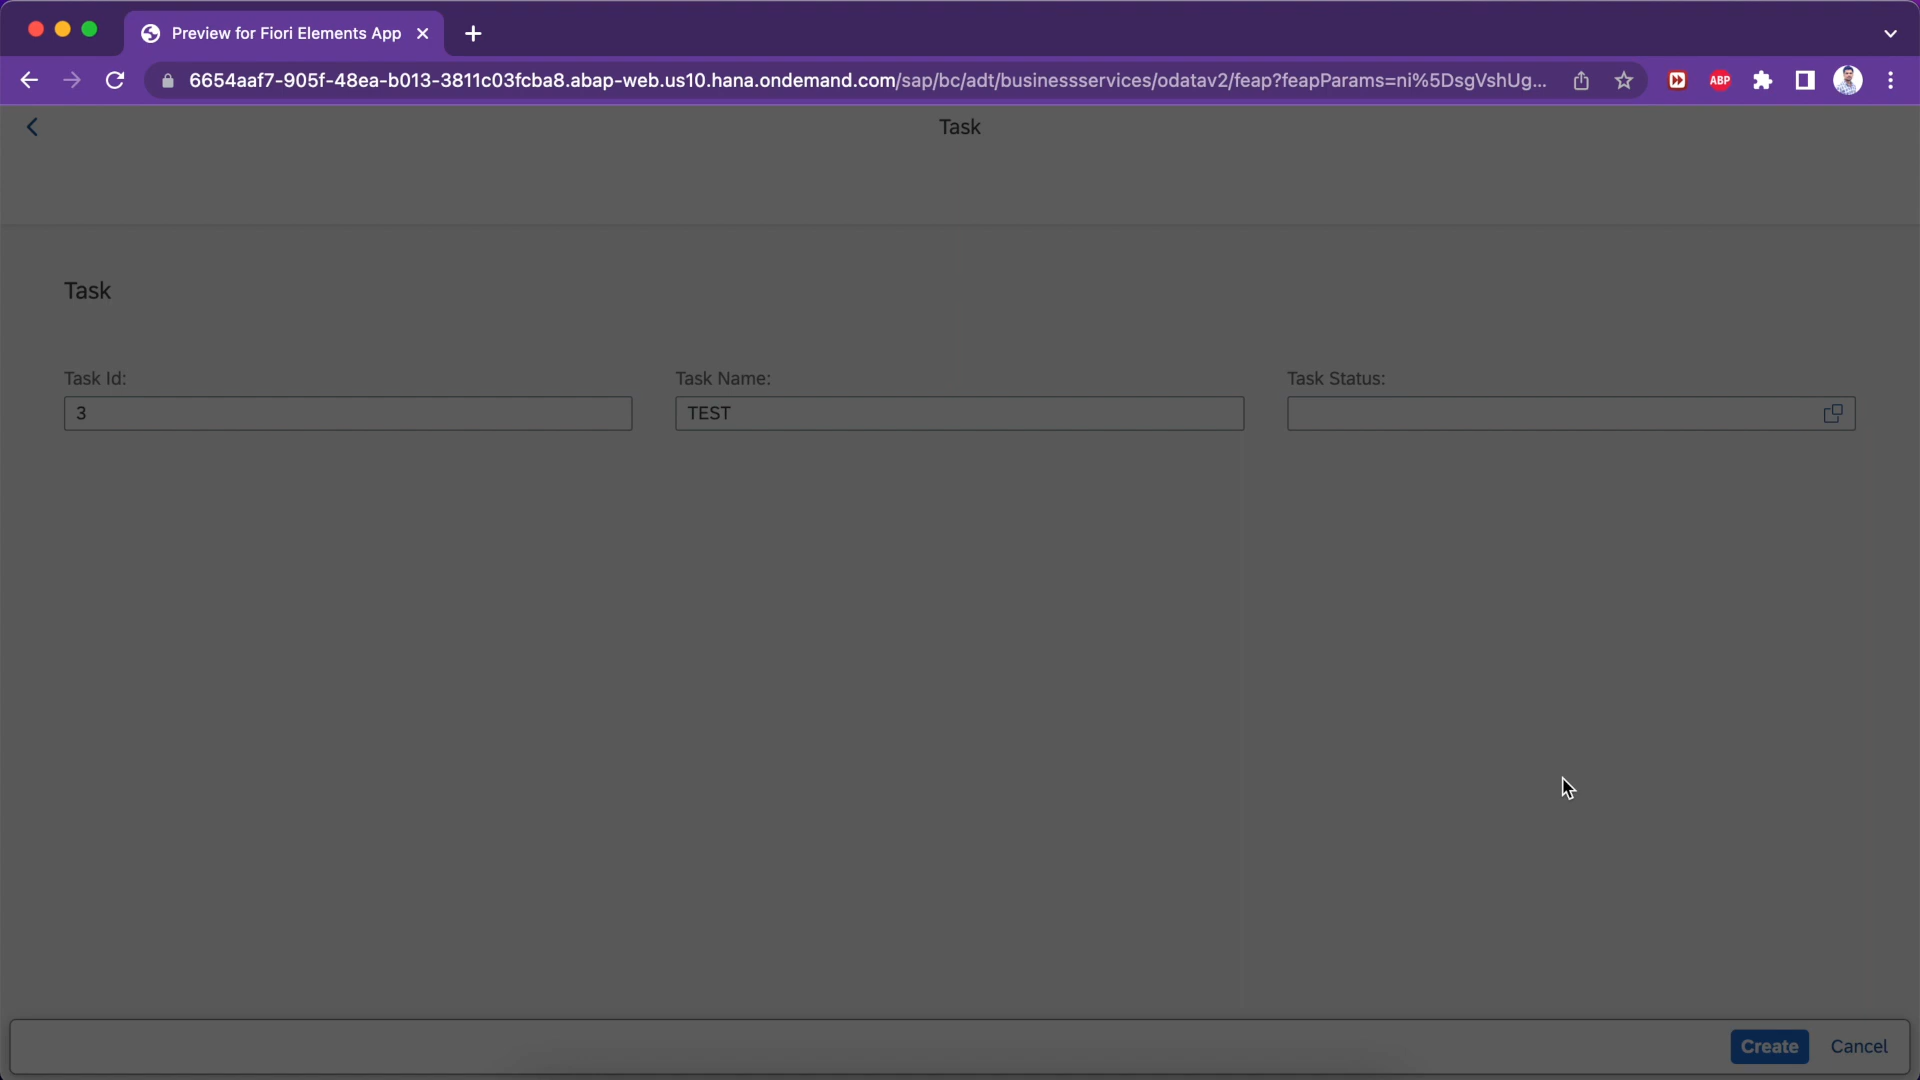 Preview for Fiori Elements App
6654aaf7-905f-48ea-b013-3811c03fcba8.abap-web.us10.hana.ondemand.com/sap/bc/adt/businessservices/odatav2/feap?feapParams=ni%5DsgVshUg...
ABP
Task
Task
Task Id:
Task Name:
Task Status:
3
TEST
Create
Cancel